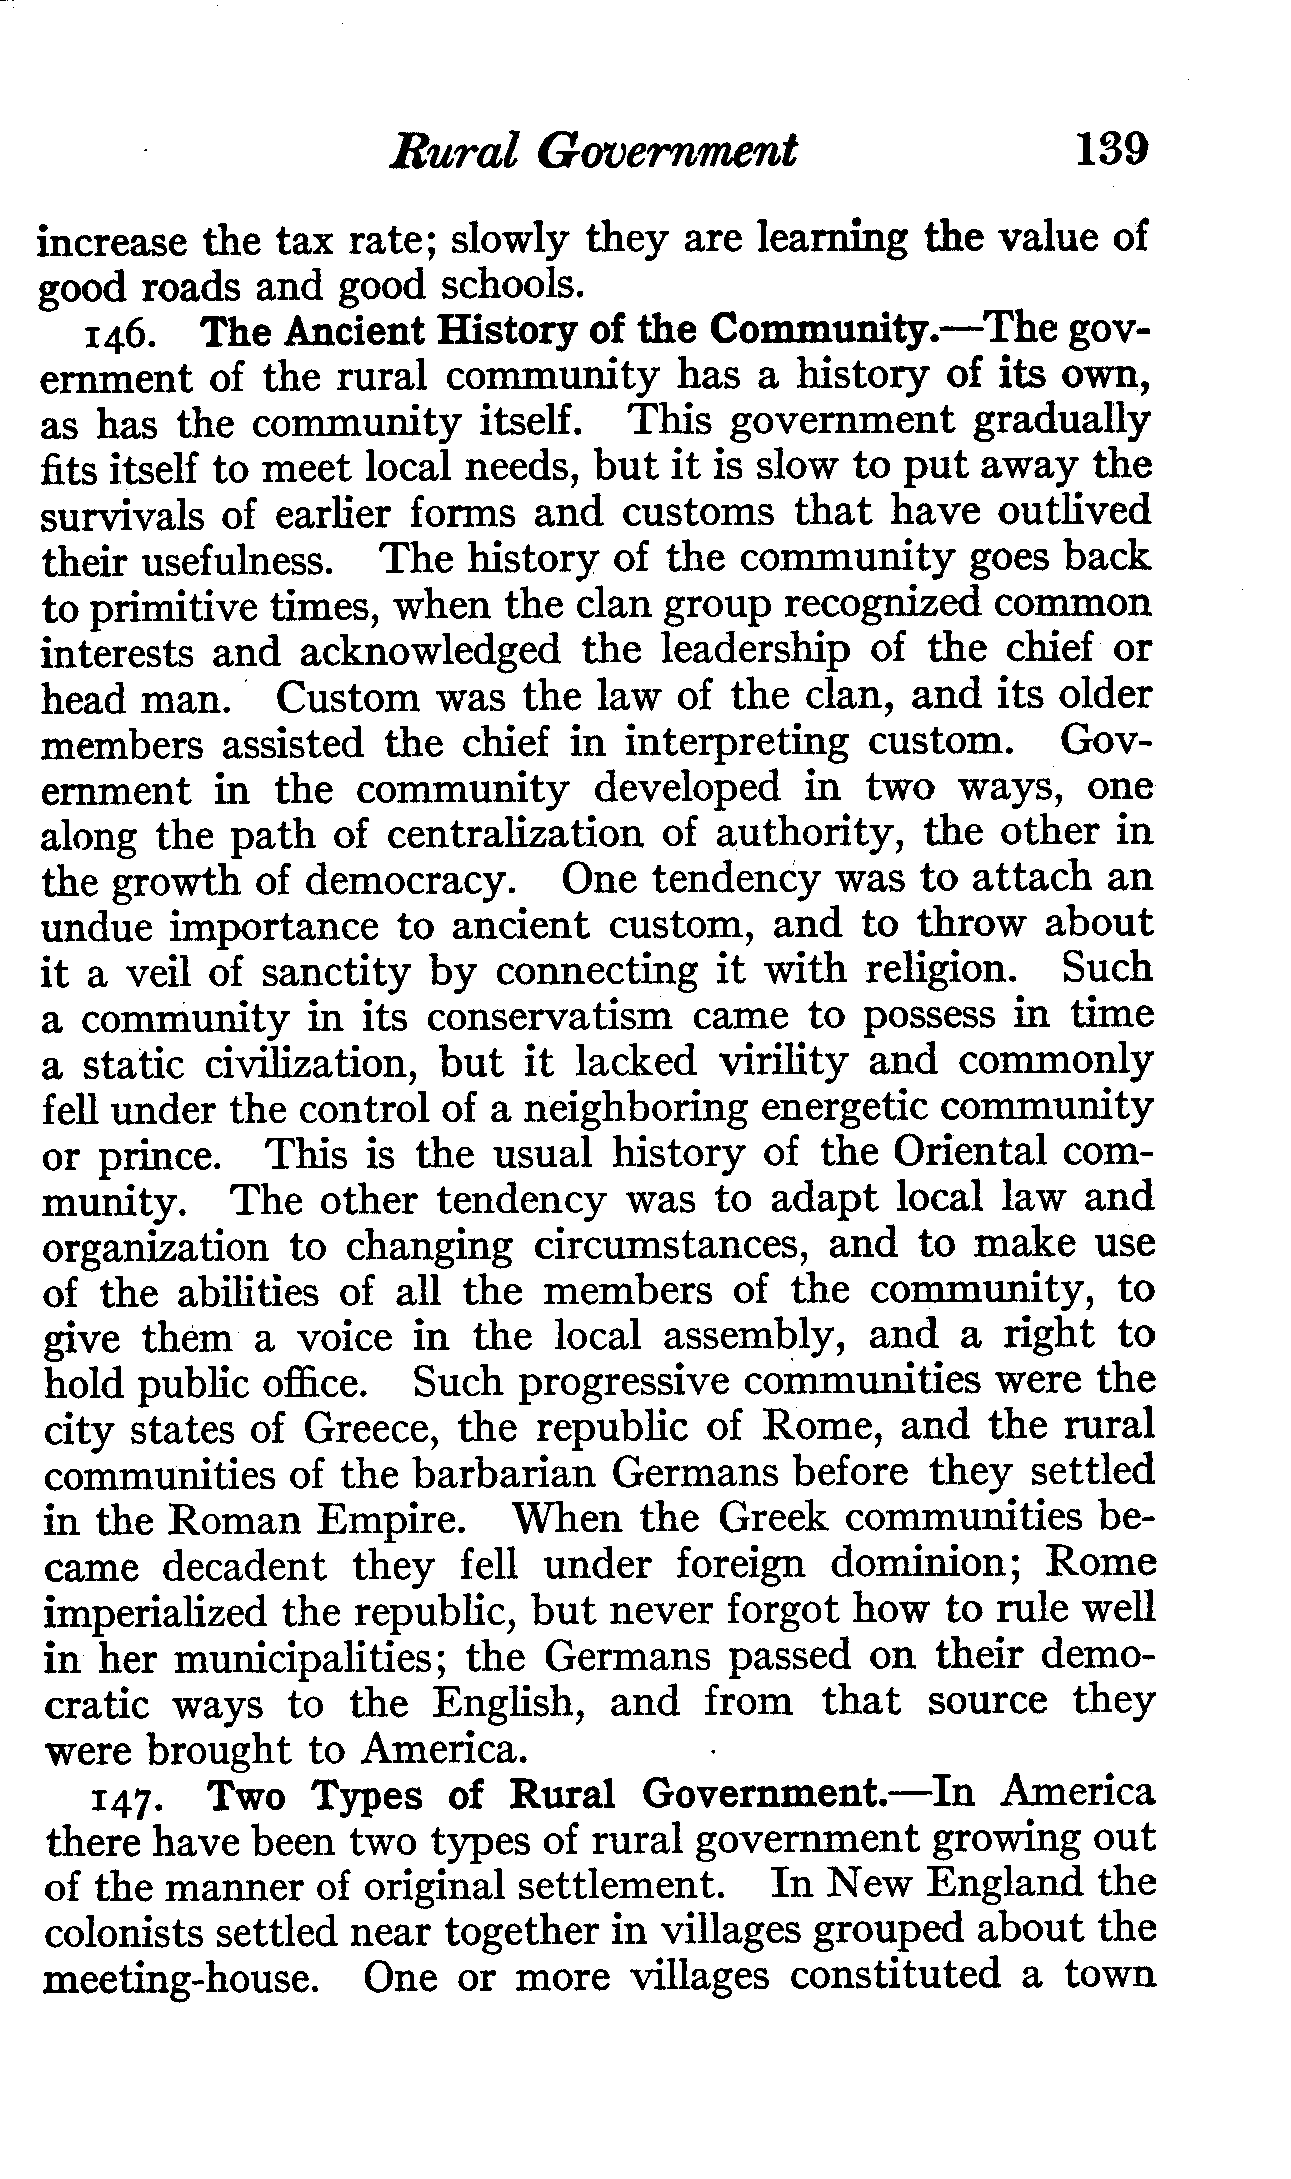 Rural Government 139
increase the tax rate; slowly they are learning the value of
good roads and good schools.
146. The Ancient History of the Community.—The gov-
ernment of the rural community has a history of its own,
as has the community itself. This government gradually
fits itself to meet local needs, but it is slow to put away the
survivals of earlier forms and customs that have outlived
their usefulness. The history of the community goes back
to primitive times, when the clan group recognized common
interests and acknowledged the leadership of the chief or
head man. Custom was the law of the clan, and its older
members assisted the chief in interpreting custom. Gov-
ernment in the community developed in two ways, one
along the path of centralization of authority, the other in
the growth of democracy. One tendency was to attach an
undue importance to ancient custom, and to throw about
it a veil of sanctity by connecting it with religion. Such
a community in its conservatism came to possess in time
a static civilization, but it lacked virility and commonly
fell under the control of a neighboring energetic community
or prince. This is the usual history of the Oriental com-
munity. The other tendency was to adapt local law and
organization to changing circumstances, and to make use
of the abilities of all the members of the community, to
give them a voice in the local assembly, and a right to
hold public office. Such progressive communities were the
city states of Greece, the republic of Rome, and the rural
communities of the barbarian Germans before they settled
in the Roman Empire. When the Greek communities be-
came decadent they fell under foreign dominion; Rome
imperialized the republic, but never forgot how to rule well
in her municipalities; the Germans passed on their demo-
cratic ways to the English, and from that source they
were brought to America.
147. Two Types of Rural Government.—In America
there have been two types of rural government growing out
of the manner of original settlement. In New England the
colonists settled near together in villages grouped about the
meeting-house. One or more villages constituted a town